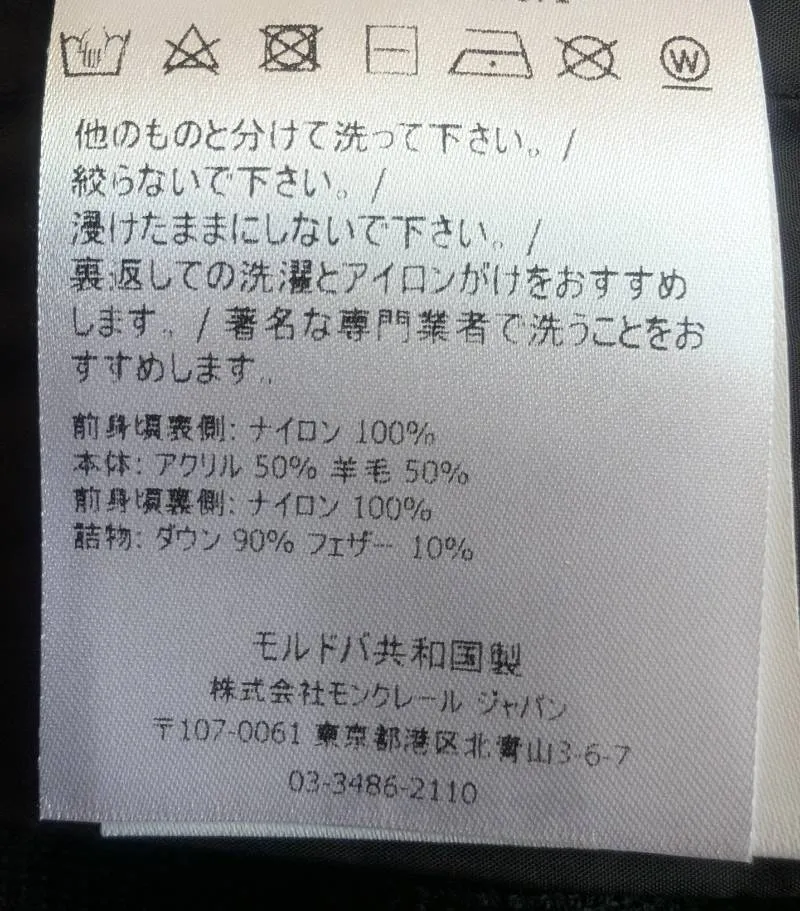 W
他のものと分けて洗って下さい。/
絞らないで下さい。/
浸けたままにしないで下さい。/
裏返しての洗濯とアイロンがけをおすすめ
します。/ 著名な専門業者で洗うことをお
すすめします。
前身頃裏側: ナイロン 100%
本体: アクリル 50% 羊毛 50%
前身頃裏側: ナイロン 100%
詰物: ダウン 90% フェザー 10%
モルドバ共和国製
株式会社モンクレール ジャパン
〒107-0061 東京都港区北青山3-6-7
03-3486-2110